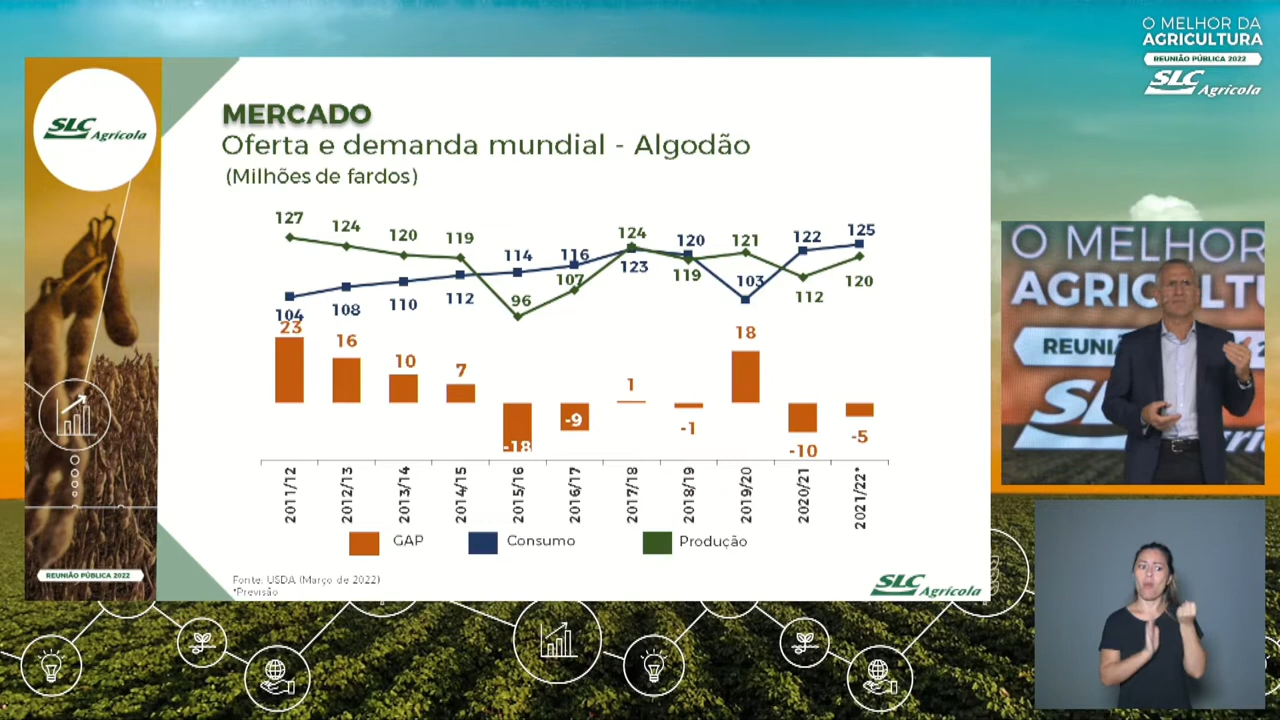 O MELHOR DA
AGRICULTURA
REUNIÃO PÚBLICA 2022
SLC Agrícola
SLC Agrícola
MERCADO
Oferta e demanda mundial - Algodão
(Milhões de fardos)
127 124 120 119 114 116 124 120 121 122 125
104 108 110 112 96 107 123 119 103 112 120
23 16 10 7 -18 -9 1 -1 18 -10 -5
2011/12 2012/13 2013/14 2014/15 2015/16 2016/17 2017/18 2018/19 2019/20 2020/21 2021/22*
GAP Consumo Produção
Fonte: USDA (Março de 2022)
*Previsão
SLC Agrícola
REUNIÃO PÚBLICA 2022
O MELHOR
AGRICULTU
REUNIÃ